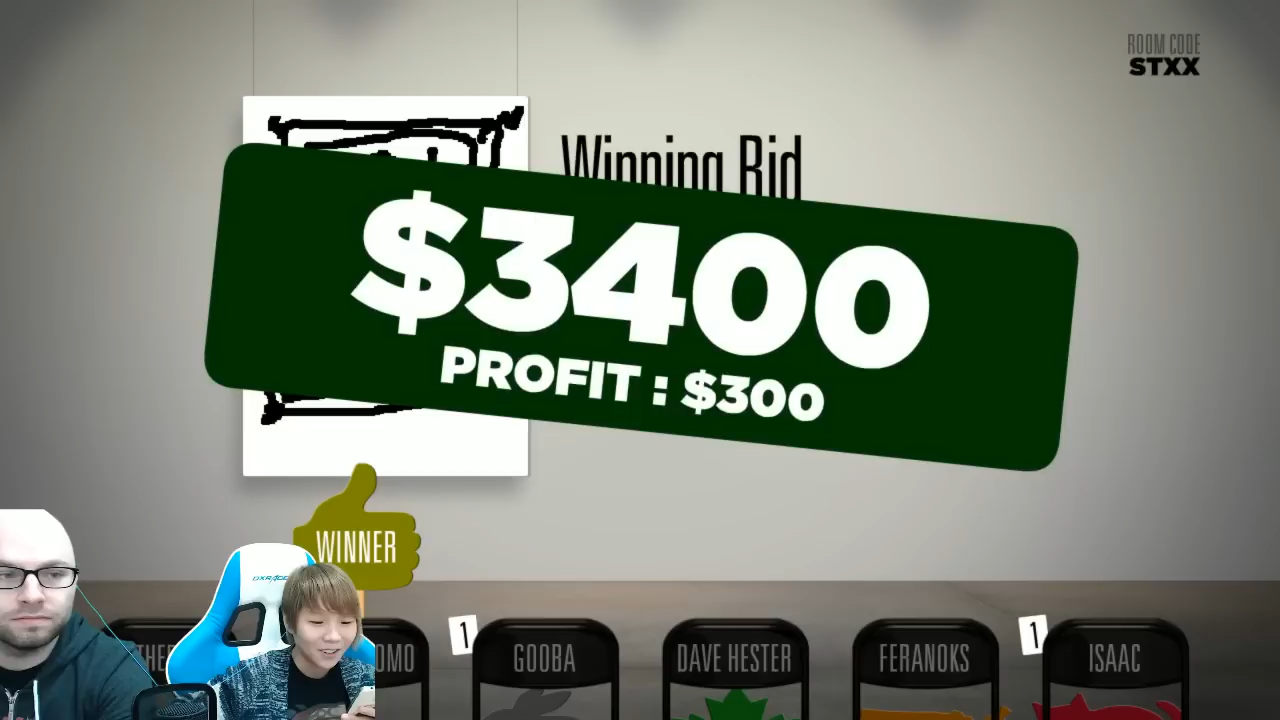 ROOM CODE
STXX
Winning Bid
$3400
PROFIT : $300
WINNER
1
1
GOOBA
DAVE HESTER
FERANOKS
ISAAC